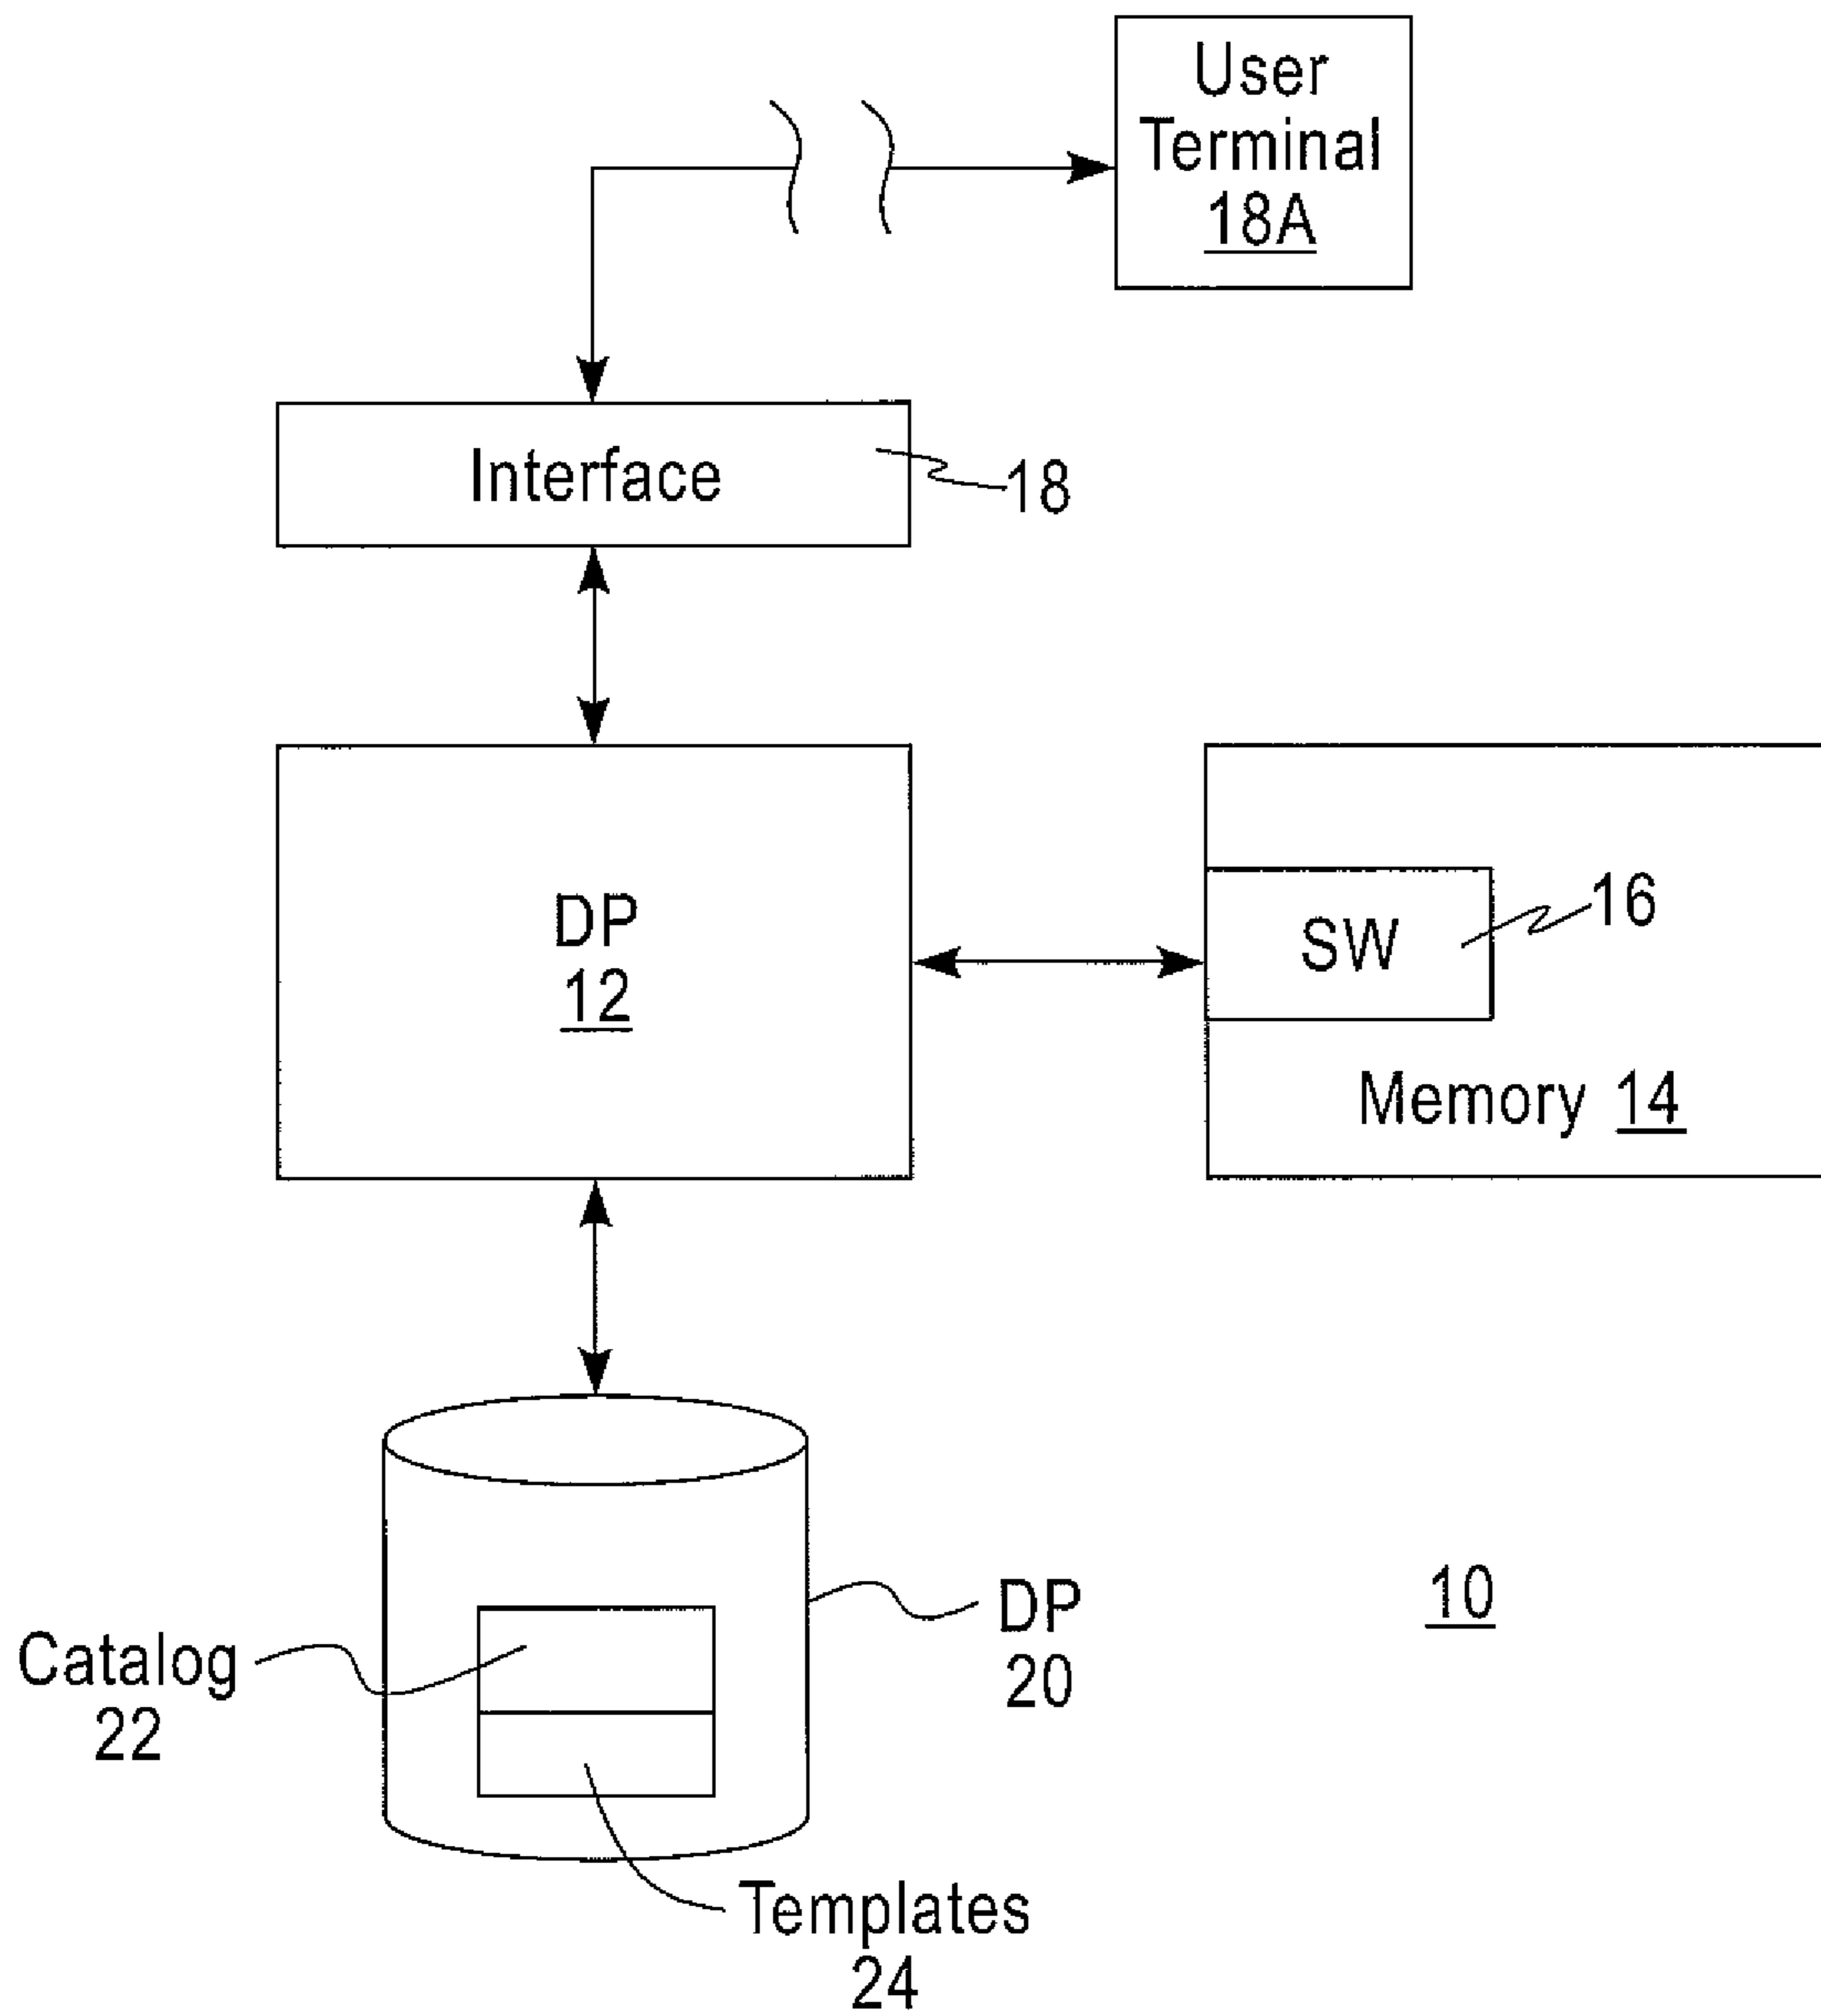 User
Terminal
18A
Interface
18
DP
12
SW
16
Memory 14
DP
20
10
Catalog
22
Templates
24